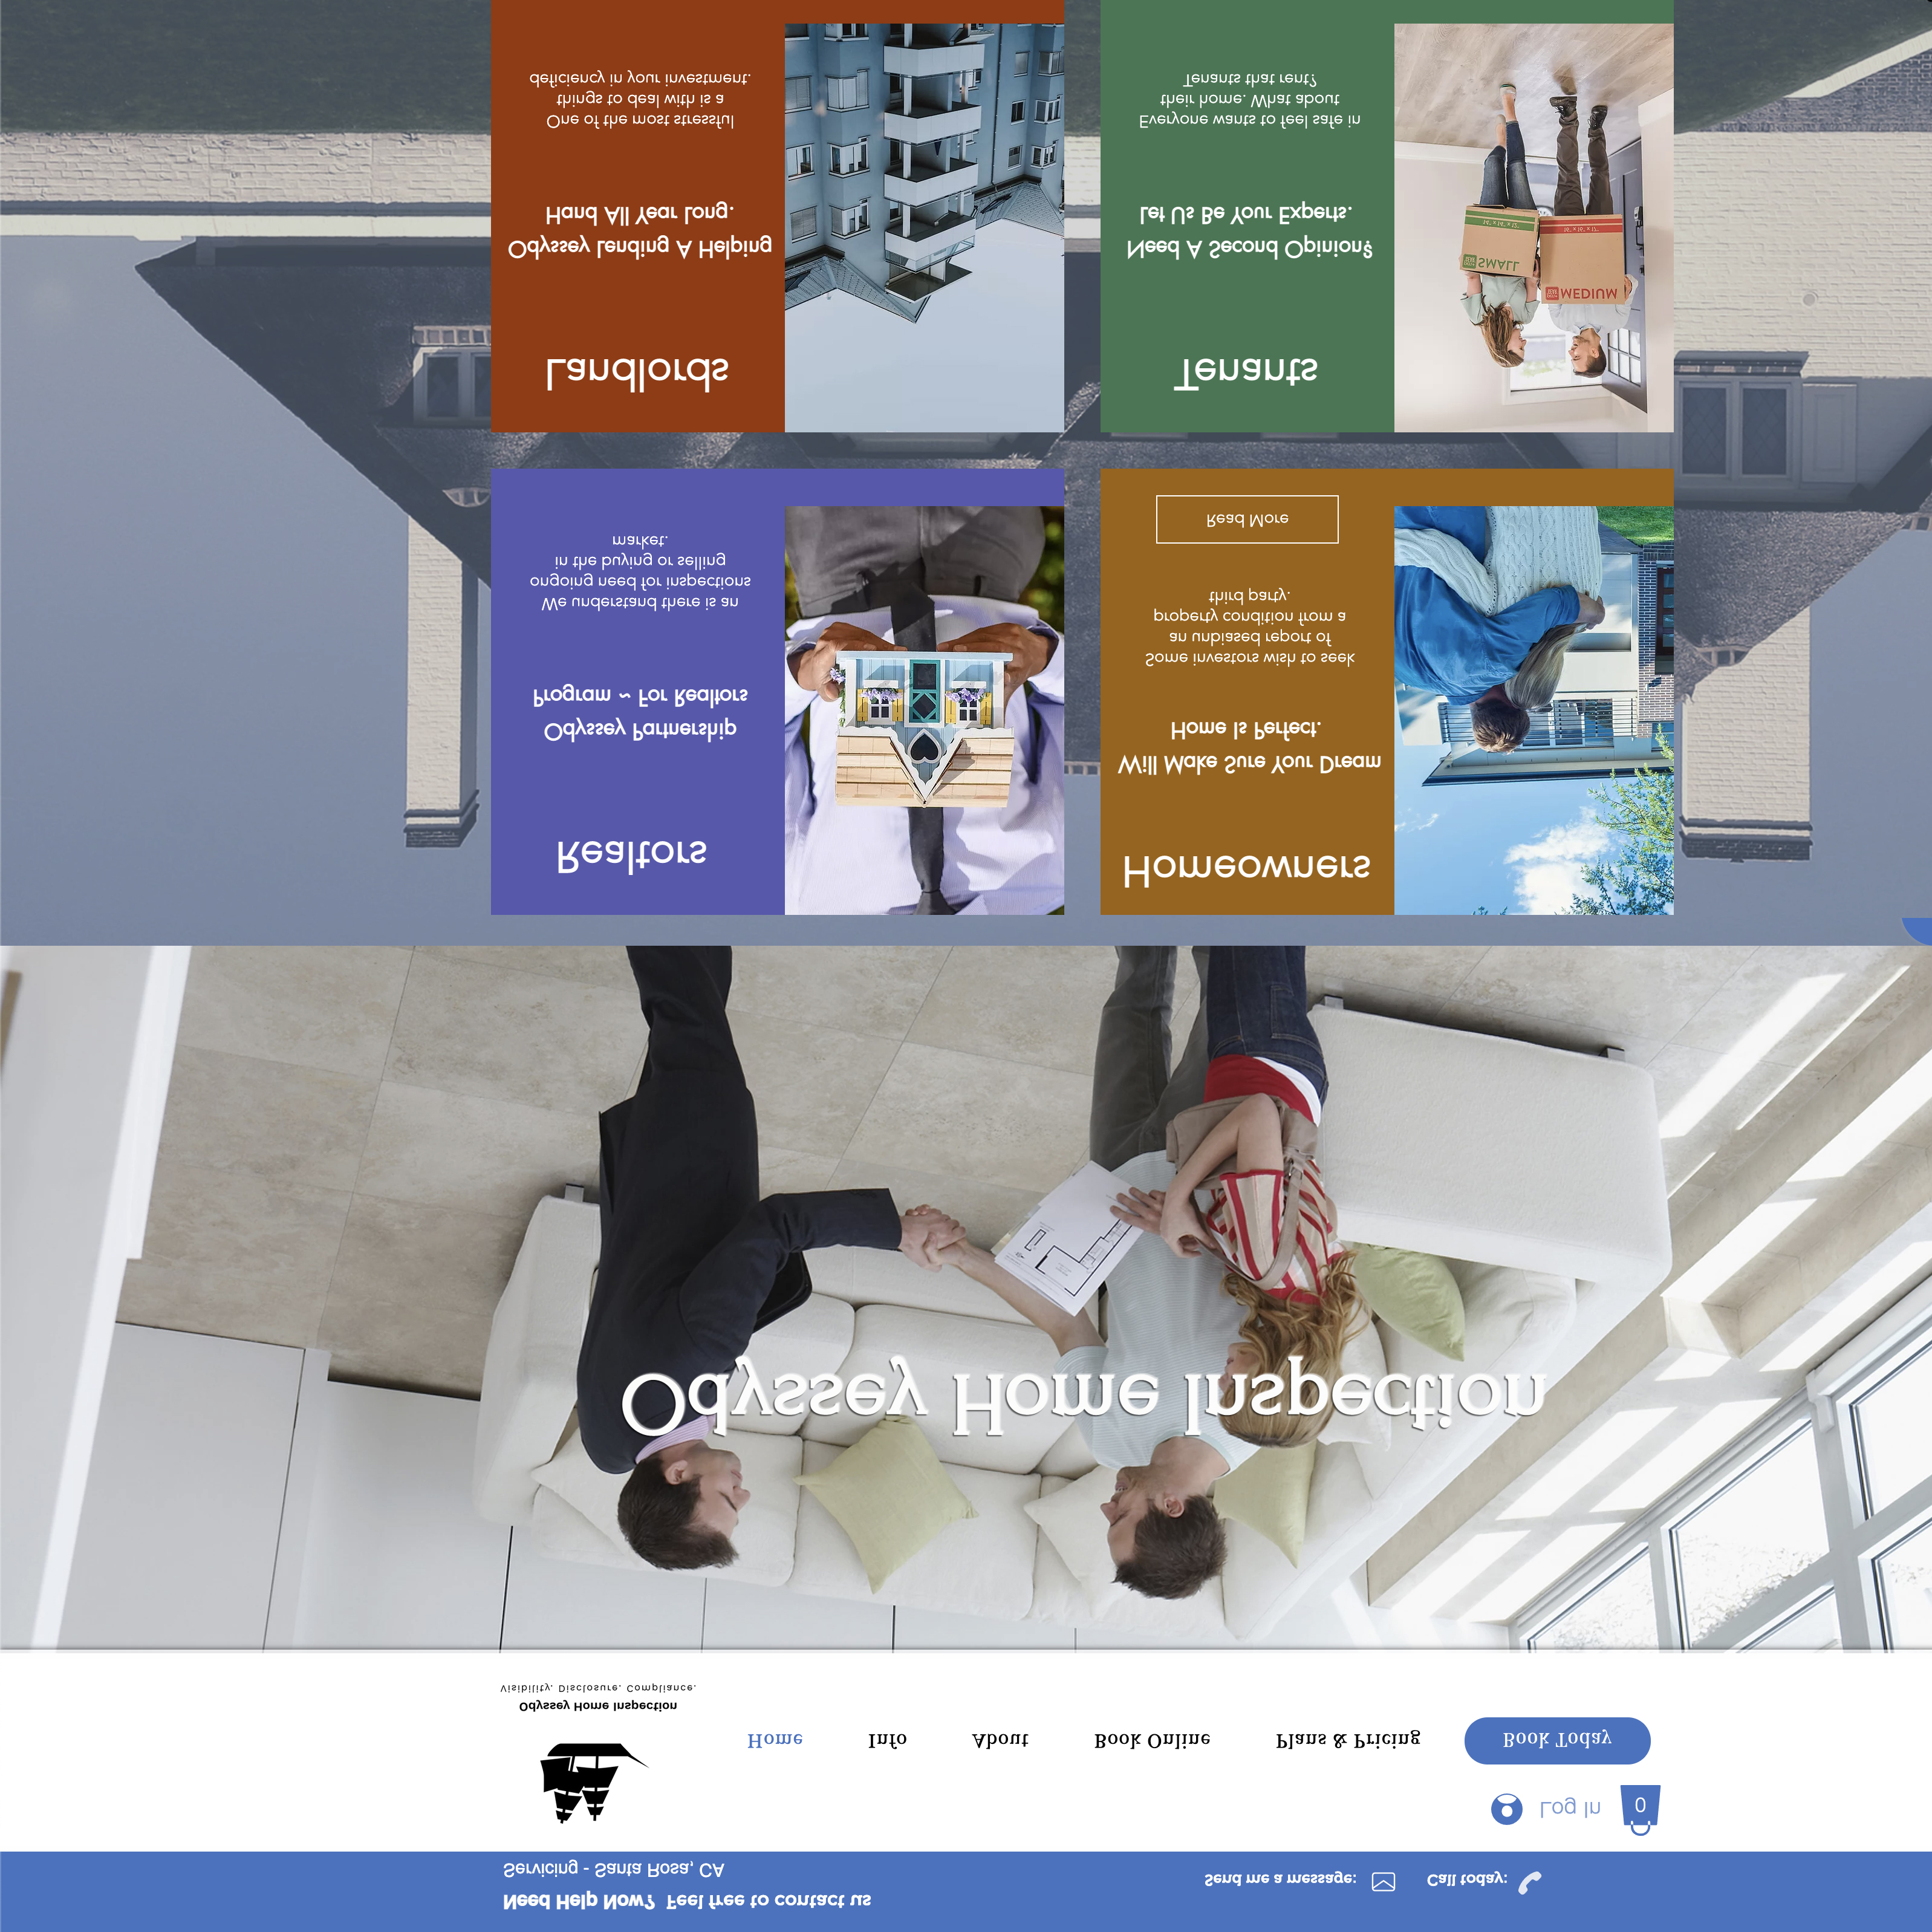 Need Help Now?  Feel free to contact us
Servicing - Santa Rosa, CA
Send me a message:
Call today:
Log In
0
Odyssey Home Inspection
Visibility. Disclosure. Compliance.
Home
Info
About
Book Online
Plans & Pricing
Book Today
Odyssey Home Inspection
Realtors
Odyssey Partnership
Program ~ For Realtors
We understand there is an
ongoing need for inspections
in the buying or selling
market.
Homeowners
Will Make Sure Your Dream
Home Is Perfect.
Some investors wish to seek
an unbiased report of
property condition from a
third party.
Read More
Landlords
Odyssey Lending A Helping
Hand All Year Long.
One of the most stressful
things to deal with is a
deficiency in your investment.
Tenants
Need A Second Opinion?
Let Us Be Your Experts.
Everyone wants to feel safe in
their home. What about
Tenants that rent?
MEDIUM
SMALL